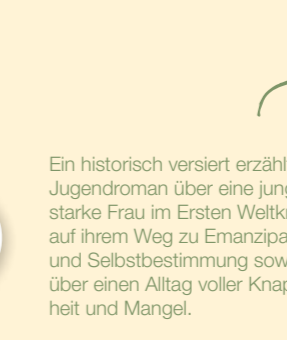 Ein historisch versiert erzähl
Jugendroman über eine jung
starke Frau im Ersten Weltkr
auf ihrem Weg zu Emanzipa
und Selbstbestimmung sow
über einen Alltag voller Knap
heit und Mangel.